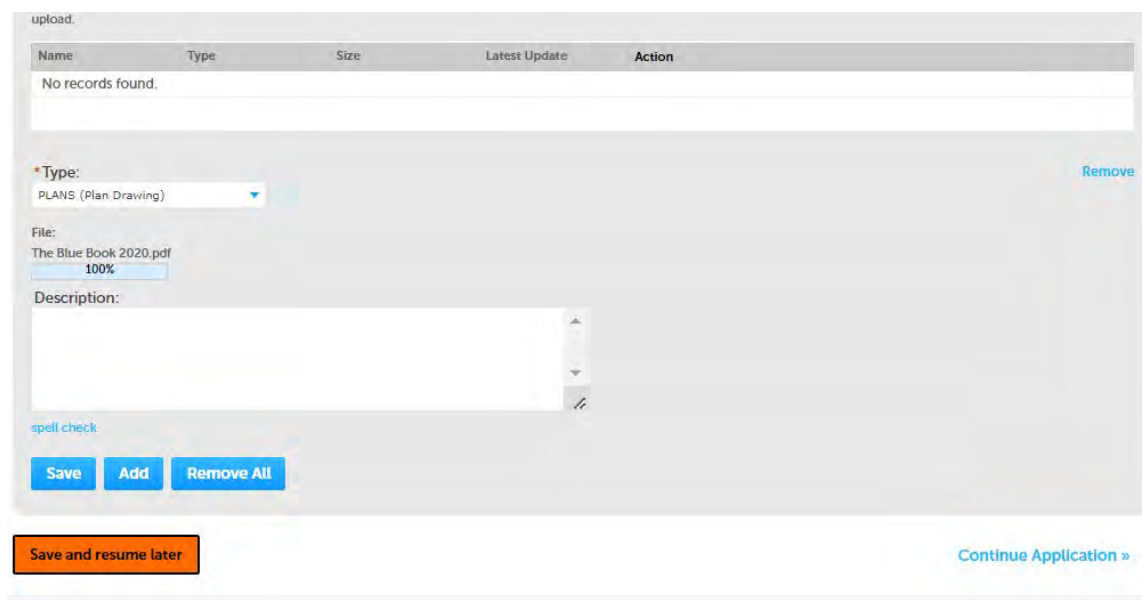 upload.
Name Type Size Latest Update Action
No records found.
*Type: Remove
PLANS (Plan Drawing)
File:
The Blue Book 2020.pdf
100%
Description:
spell check
Save Add Remove All
Save and resume later Continue Application »